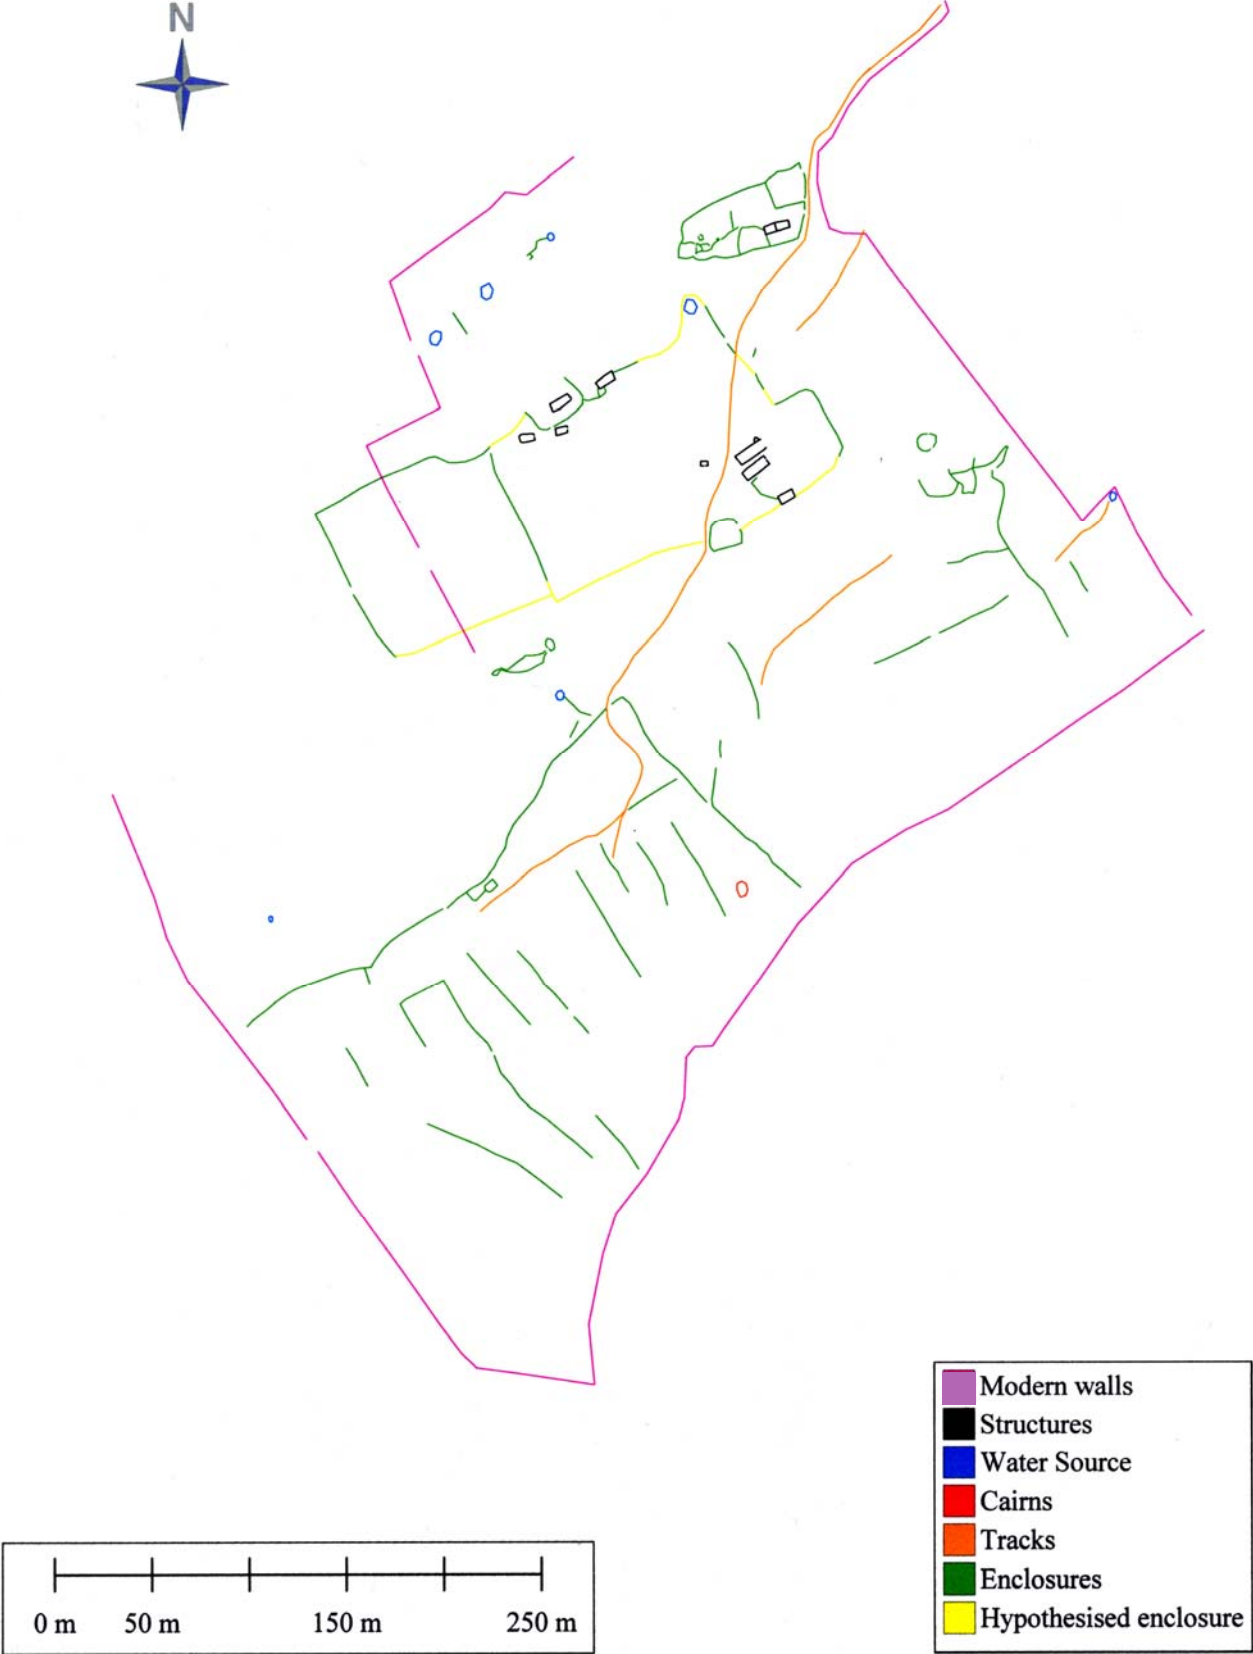 N
Modern walls
Structures
Water Source
Cairns
Tracks
Enclosures
Hypothesised enclosure
0 m 50 m 150 m 250 m